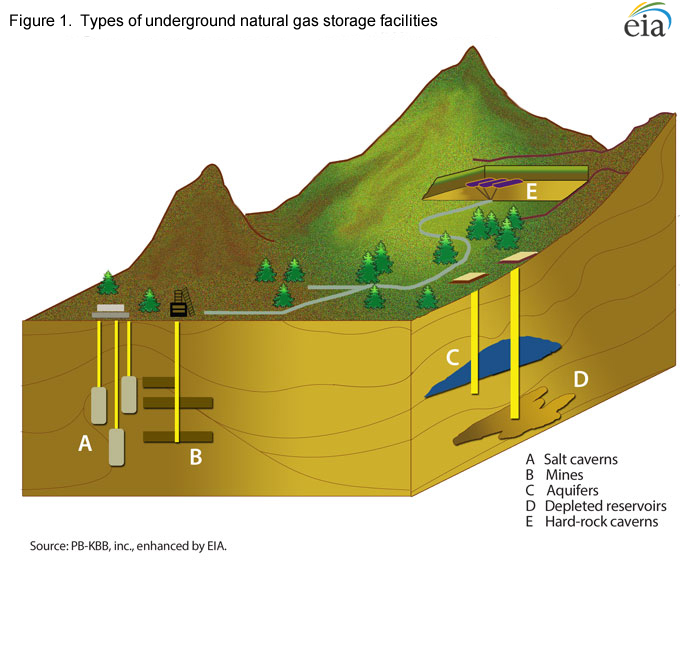 Figure 1.  Types of underground natural gas storage facilities
eia
E
C
D
A
B
A Salt caverns
B Mines
C Aquifers
D Depleted reservoirs
E Hard-rock caverns
Source: PB-KBB, inc., enhanced by EIA.